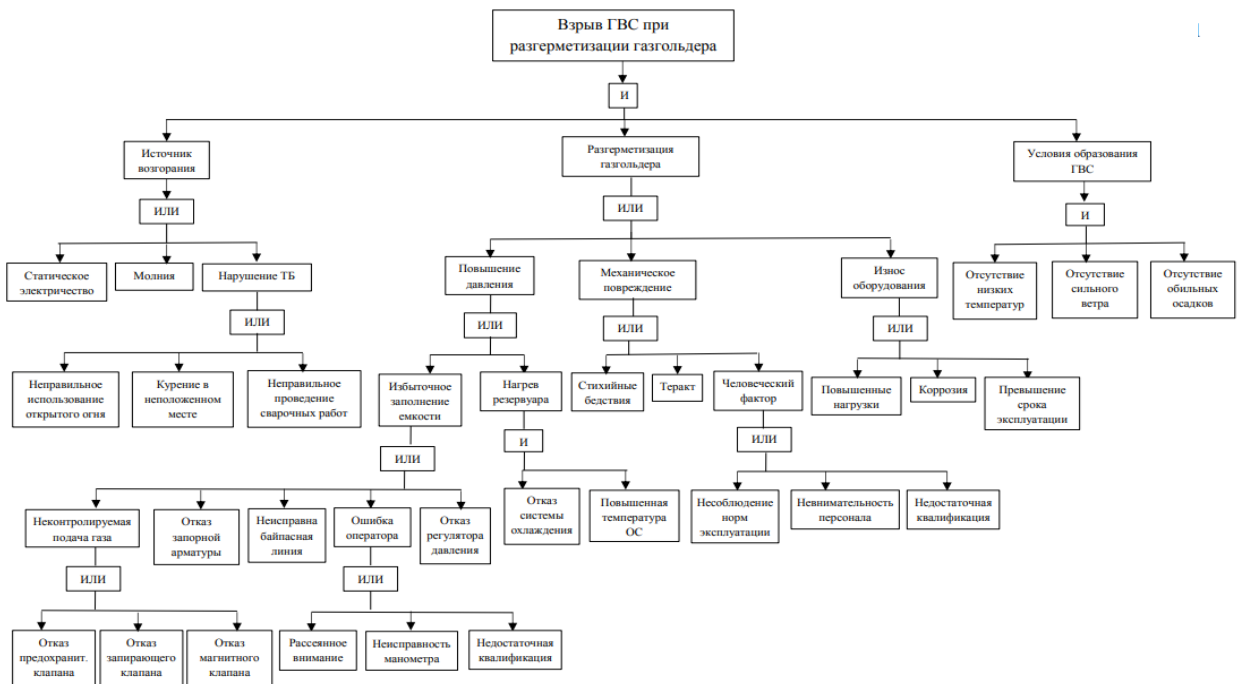 Взрыв ГВС при
разгерметизации газгольдера
И
Источник
возгорания
Разгерметизация
газгольдера
Условия образования
ГВС
ИЛИ
ИЛИ
И
Статическое
электричество
Молния
Нарушение ТБ
Повышение
давления
Механическое
повреждение
Износ
оборудования
Отсутствие
низких
температур
Отсутствие
сильного
ветра
Отсутствие
обильных
осадков
ИЛИ
ИЛИ
ИЛИ
ИЛИ
Неправильное
использование
открытого огня
Курение в
неположенном
месте
Неправильное
проведение
сварочных работ
Избыточное
заполнение
емкости
Нагрев
резервуара
Стихийные
бедствия
Теракт
Человеческий
фактор
Повышенные
нагрузки
Коррозия
Превышение
срока
эксплуатации
ИЛИ
И
ИЛИ
Неконтролируемая
подача газа
Отказ
запорной
арматуры
Неисправна
байпасная
линия
Ошибка
оператора
Отказ
регулятора
давления
Отказ
системы
охлаждения
Повышенная
температура
ОС
Несоблюдение
норм
эксплуатации
Невнимательность
персонала
Недостаточная
квалификация
ИЛИ
ИЛИ
Отказ
предохранит.
клапана
Отказ
запирающего
клапана
Отказ
магнитного
клапана
Рассеянное
внимание
Неисправность
манометра
Недостаточная
квалификация